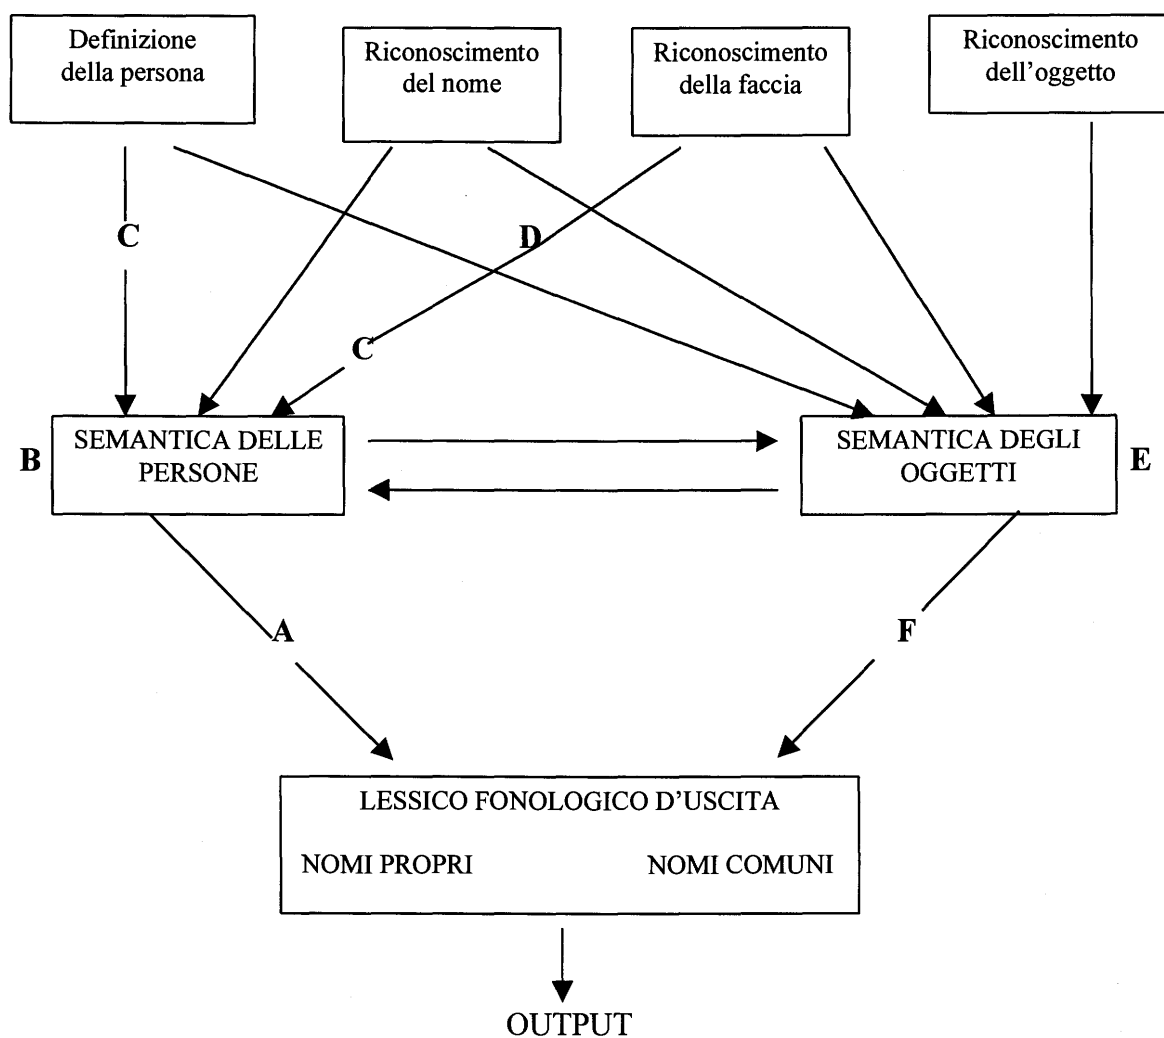 Definizione
della persona
Riconoscimento
del nome
Riconoscimento
della faccia
Riconoscimento
dell'oggetto
C
D
C
B
SEMANTICA DELLE
PERSONE
SEMANTICA DEGLI
OGGETTI
E
A
F
LESSICO FONOLOGICO D'USCITA
NOMI PROPRI
NOMI COMUNI
OUTPUT